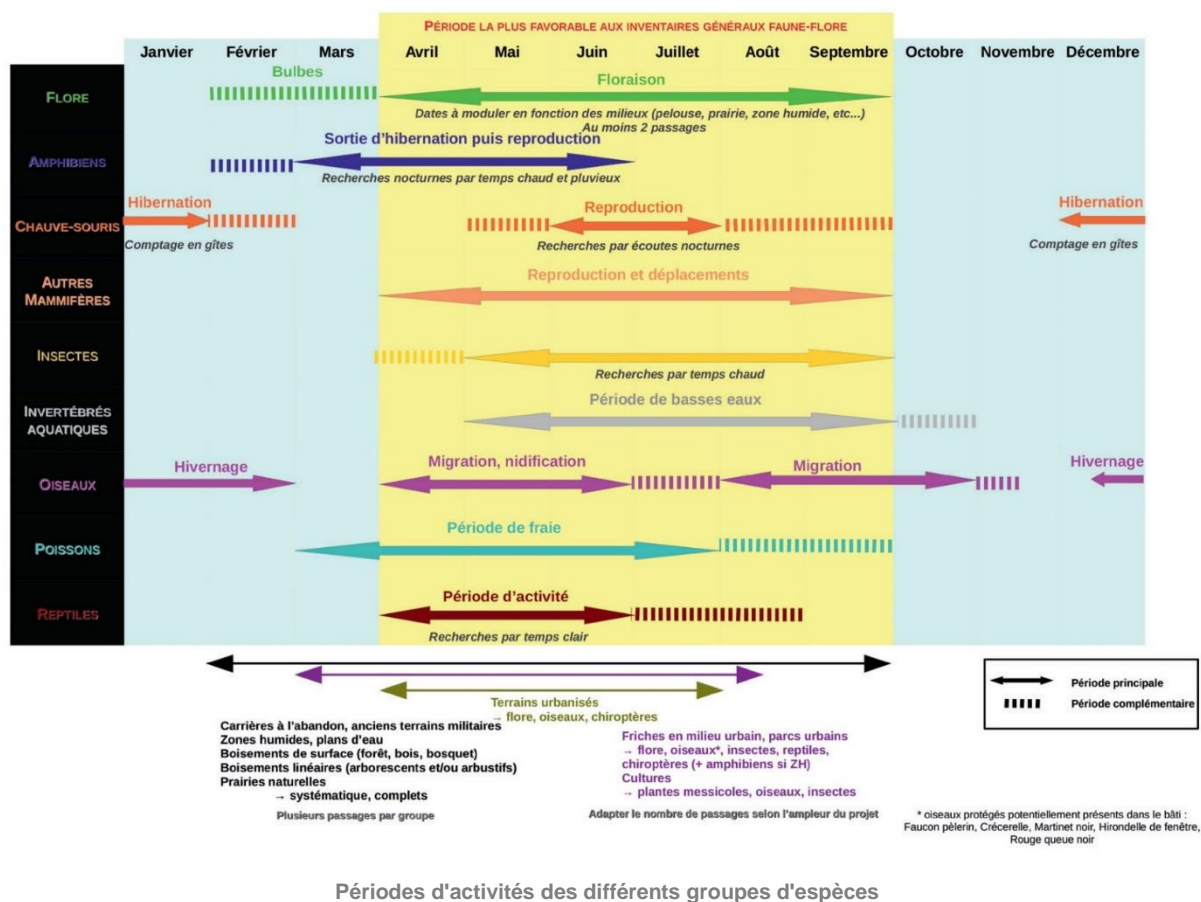 PÉRIODE LA PLUS FAVORABLE AUX INVENTAIRES GÉNÉRAUX FAUNE-FLORE
Janvier Février Mars Avril Mai Juin Juillet Août Septembre Octobre Novembre Décembre
FLORE
Bulbes
Floraison
Dates à moduler en fonction des milieux (pelouse, prairie, zone humide, etc...)
Au moins 2 passages
AMPHIBIENS
Sortie d'hibernation puis reproduction
Recherches nocturnes par temps chaud et pluvieux
CHAUVE-SOURIS
Hibernation
Comptage en gîtes
Reproduction
Recherches par écoutes nocturnes
Hibernation
Comptage en gîtes
AUTRES
MAMMIFÈRES
Reproduction et déplacements
INSECTES
Recherches par temps chaud
INVERTÉBRÉS
AQUATIQUES
Période de basses eaux
OISEAUX
Hivernage
Migration, nidification
Migration
Hivernage
POISSONS
Période de fraie
REPTILES
Période d'activité
Recherches par temps clair
Terrains urbanisés
→ flore, oiseaux, chiroptères
Carrières à l'abandon, anciens terrains militaires
Zones humides, plans d'eau
Boisements de surface (forêt, bois, bosquet)
Boisements linéaires (arborescents et/ou arbustifs)
Prairies naturelles
→ systématique, complets
Plusieurs passages par groupe
Friches en milieu urbain, parcs urbains
→ flore, oiseaux*, insectes, reptiles,
chiroptères (+ amphibiens si ZH)
Cultures
→ plantes messicoles, oiseaux, insectes
Adapter le nombre de passages selon l'ampleur du projet
Période principale
Période complémentaire
* oiseaux protégés potentiellement présents dans le bâti :
Faucon pèlerin, Crécerelle, Martinet noir, Hirondelle de fenêtre,
Rouge queue noir
Périodes d'activités des différents groupes d'espèces